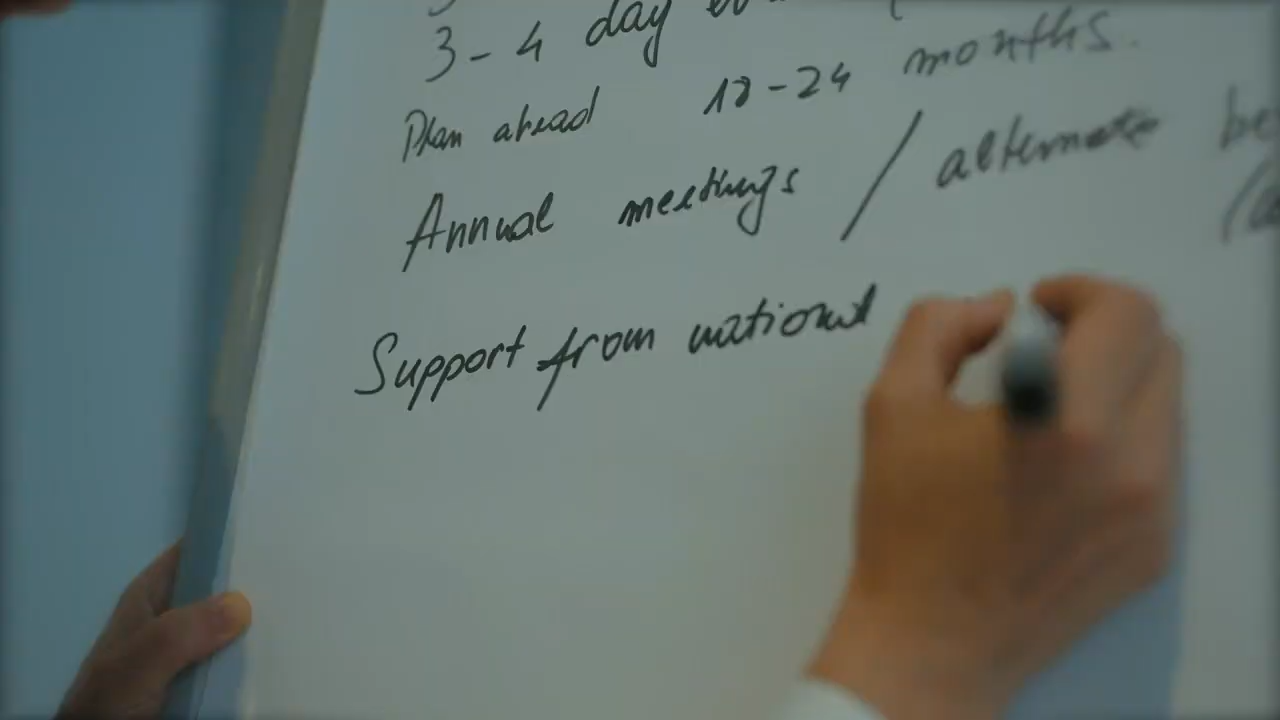 3-4 day
Plan ahead 18-24 months.
Annual meetings / alternate
Support from national